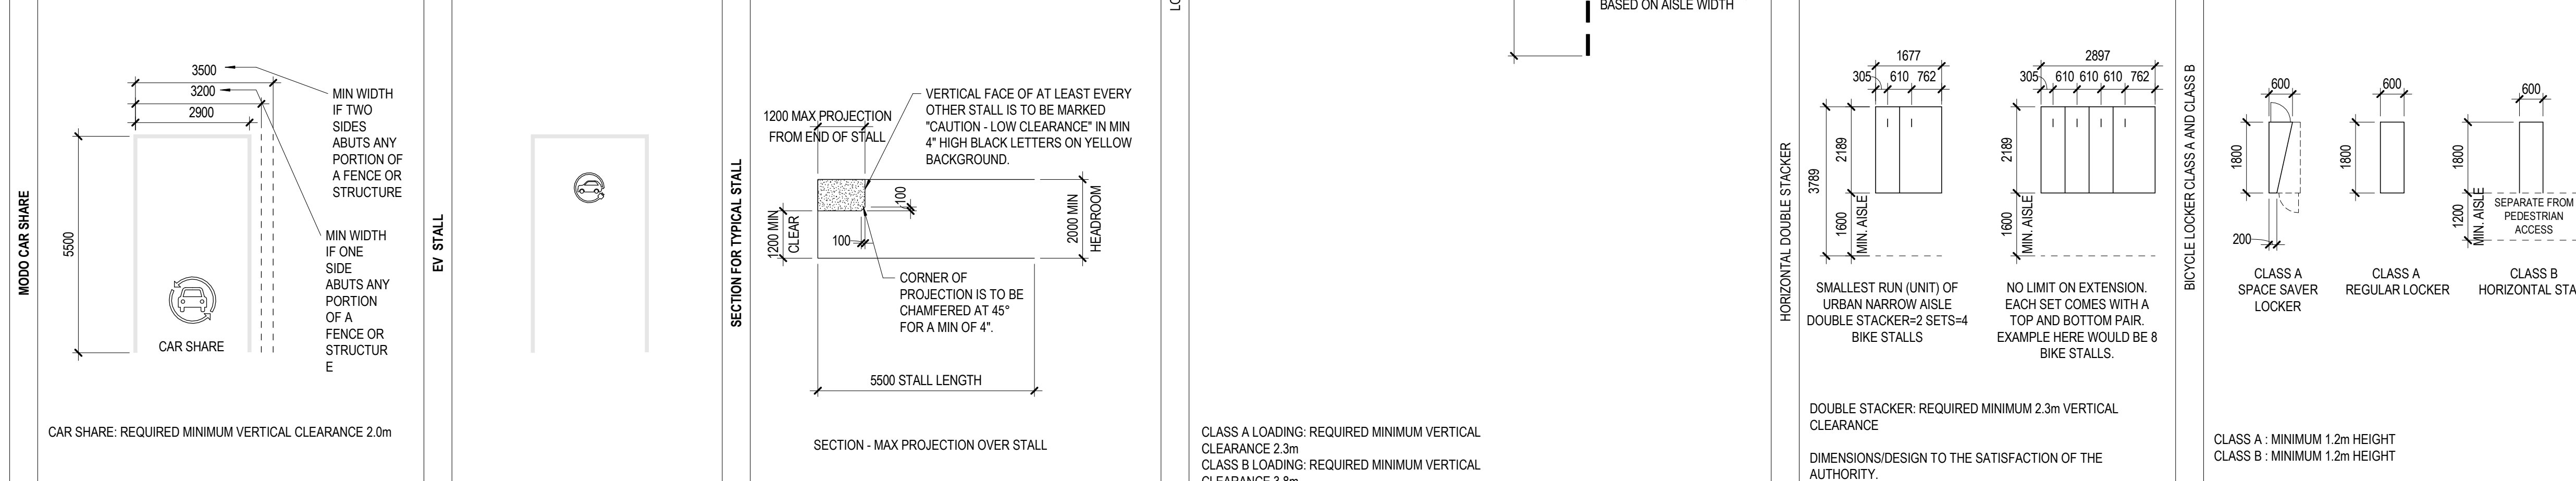 MODO CAR SHARE
3500
3200
2900
5500
MIN WIDTH
IF TWO
SIDES
ABUTS ANY
PORTION OF
A FENCE OR
STRUCTURE
MIN WIDTH
IF ONE
SIDE
ABUTS ANY
PORTION
OF A
FENCE OR
STRUCTUR
E
CAR SHARE
CAR SHARE: REQUIRED MINIMUM VERTICAL CLEARANCE 2.0m
EV STALL
SECTION FOR TYPICAL STALL
1200 MAX PROJECTION
FROM END OF STALL
VERTICAL FACE OF AT LEAST EVERY
OTHER STALL IS TO BE MARKED
"CAUTION - LOW CLEARANCE" IN MIN
4" HIGH BLACK LETTERS ON YELLOW
BACKGROUND.
1200 MIN
CLEAR
100
100
2000 MIN
HEADROOM
CORNER OF
PROJECTION IS TO BE
CHAMFERED AT 45°
FOR A MIN OF 4".
5500 STALL LENGTH
SECTION - MAX PROJECTION OVER STALL
BASED ON AISLE WIDTH
CLASS A LOADING: REQUIRED MINIMUM VERTICAL
CLEARANCE 2.3m
CLASS B LOADING: REQUIRED MINIMUM VERTICAL
CLEARANCE 3.8m
HORIZONTAL DOUBLE STACKER
1677
305 610 762
3789
2189
1600
MIN. AISLE
SMALLEST RUN (UNIT) OF
URBAN NARROW AISLE
DOUBLE STACKER=2 SETS=4
BIKE STALLS
2897
305 610 610 610 762
2189
1600
MIN. AISLE
NO LIMIT ON EXTENSION.
EACH SET COMES WITH A
TOP AND BOTTOM PAIR.
EXAMPLE HERE WOULD BE 8
BIKE STALLS.
DOUBLE STACKER: REQUIRED MINIMUM 2.3m VERTICAL
CLEARANCE
DIMENSIONS/DESIGN TO THE SATISFACTION OF THE
AUTHORITY.
BICYCLE LOCKER CLASS A AND CLASS B
600
1800
200
CLASS A
SPACE SAVER
LOCKER
600
1800
CLASS A
REGULAR LOCKER
600
1800
1200
MIN. AISLE
SEPARATE FROM
PEDESTRIAN
ACCESS
CLASS B
HORIZONTAL STA
CLASS A : MINIMUM 1.2m HEIGHT
CLASS B : MINIMUM 1.2m HEIGHT